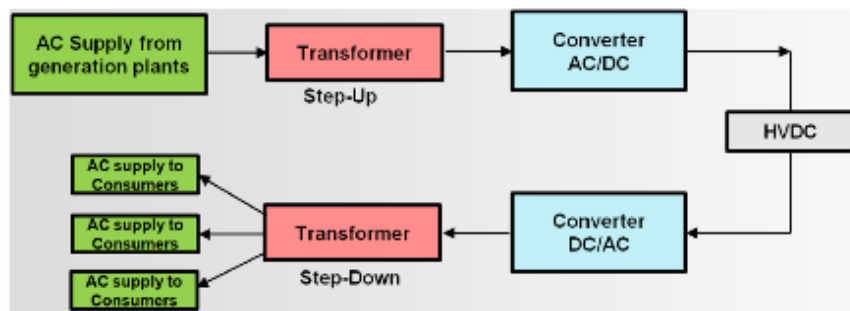 AC Supply from
generation plants
Transformer
Step-Up
Converter
AC/DC
HVDC
AC supply to
Consumers
AC supply to
Consumers
AC supply to
Consumers
Transformer
Step-Down
Converter
DC/AC